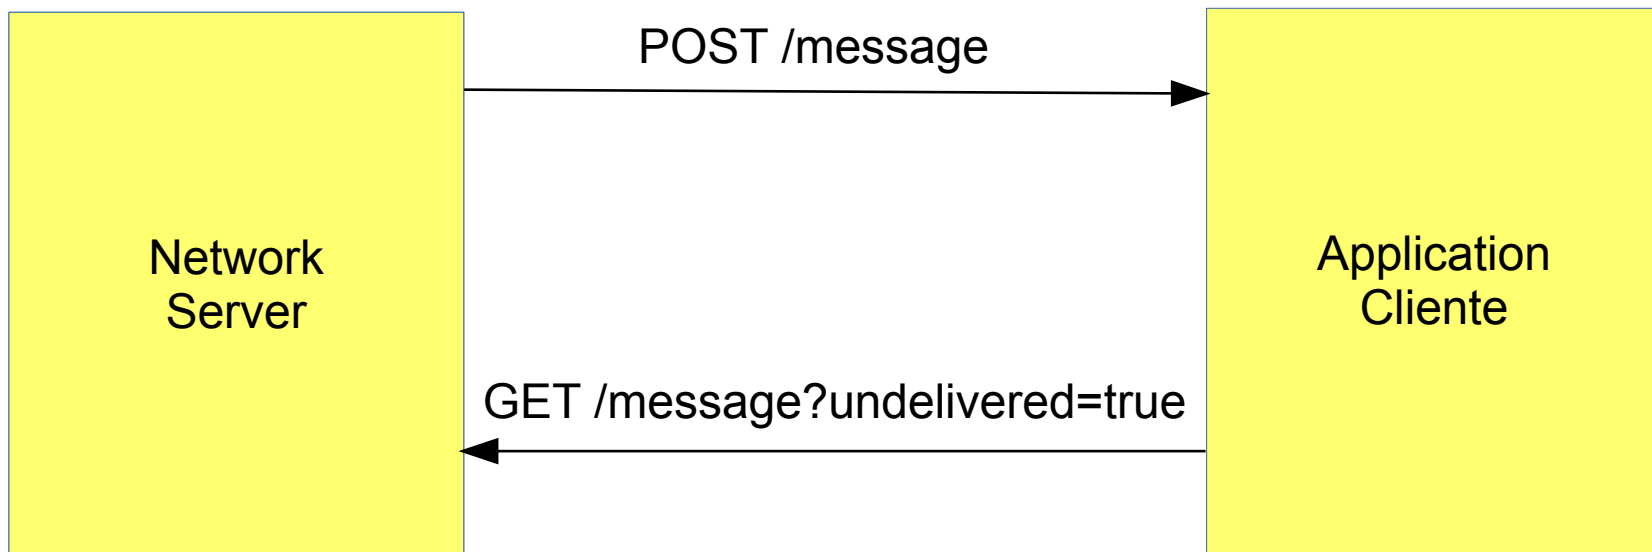 POST /message
Network
Server
Application
Cliente
GET /message?undelivered=true